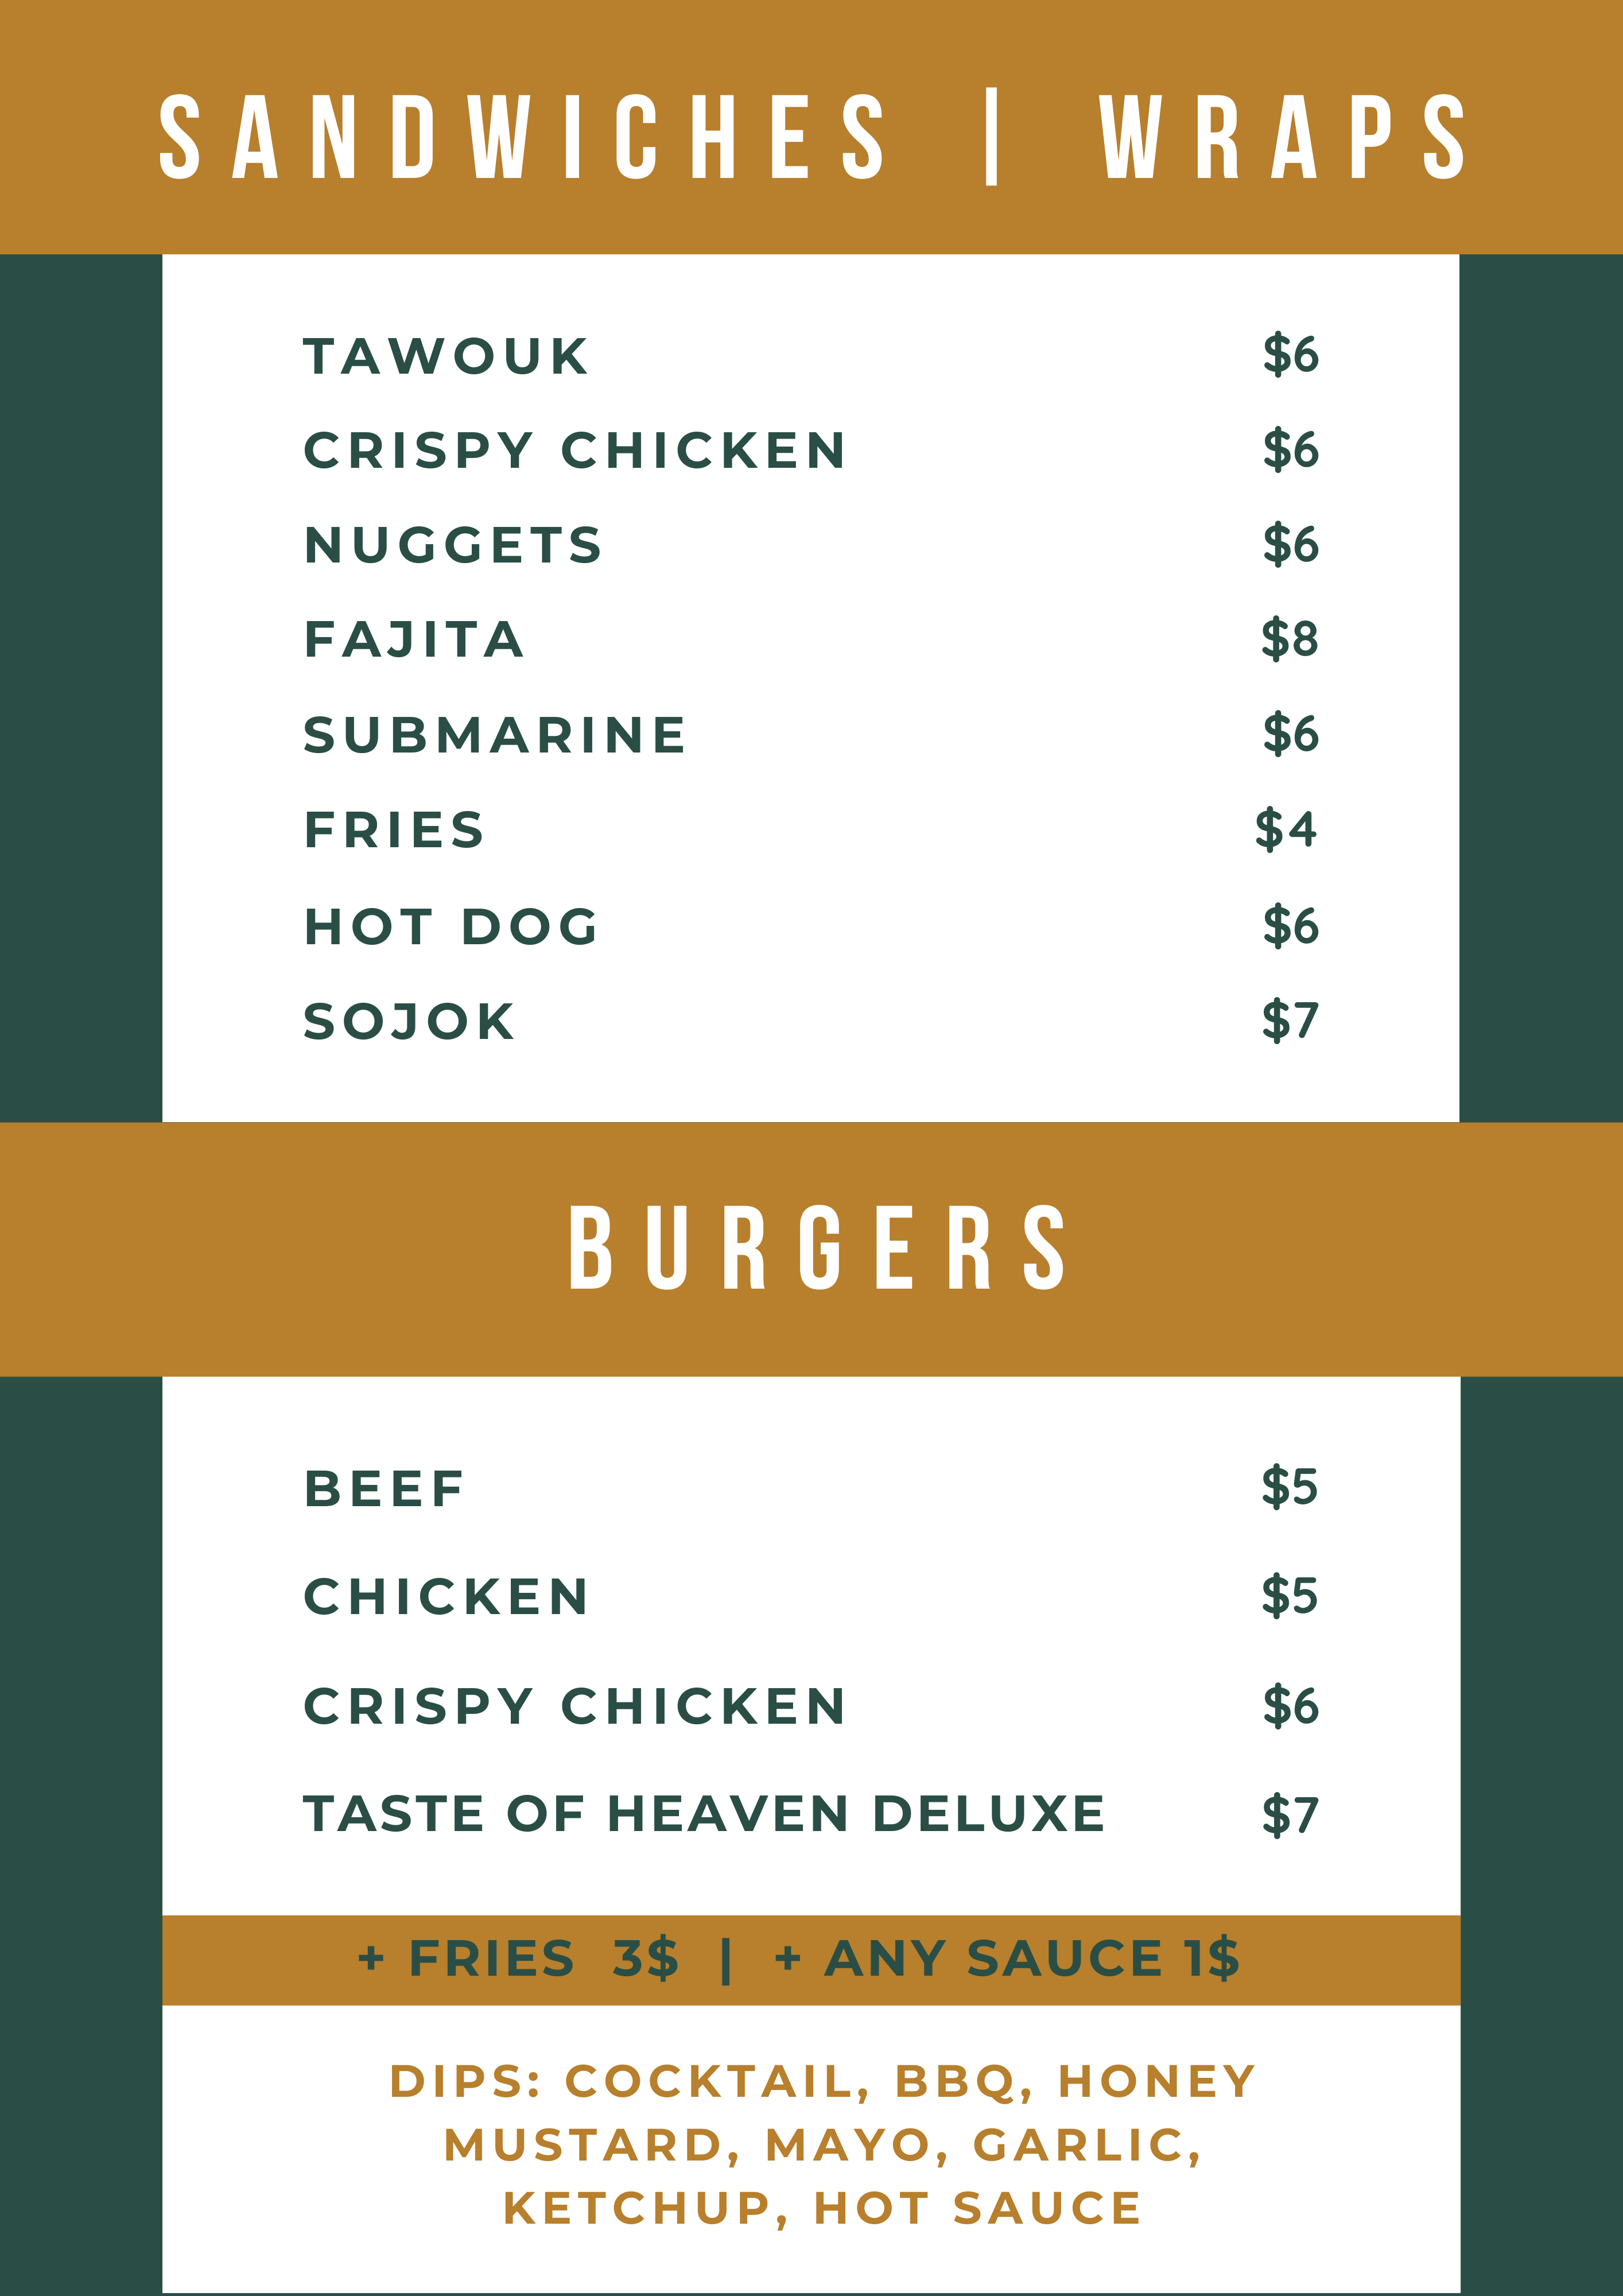 SANDWICHES | WRAPS
TAWOUK $6
CRISPY CHICKEN $6
NUGGETS $6
FAJITA $8
SUBMARINE $6
FRIES $4
HOT DOG $6
SOJOK $7
BURGERS
BEEF $5
CHICKEN $5
CRISPY CHICKEN $6
TASTE OF HEAVEN DELUXE $7
+ FRIES 3$ | + ANY SAUCE 1$
DIPS: COCKTAIL, BBQ, HONEY
MUSTARD, MAYO, GARLIC,
KETCHUP, HOT SAUCE